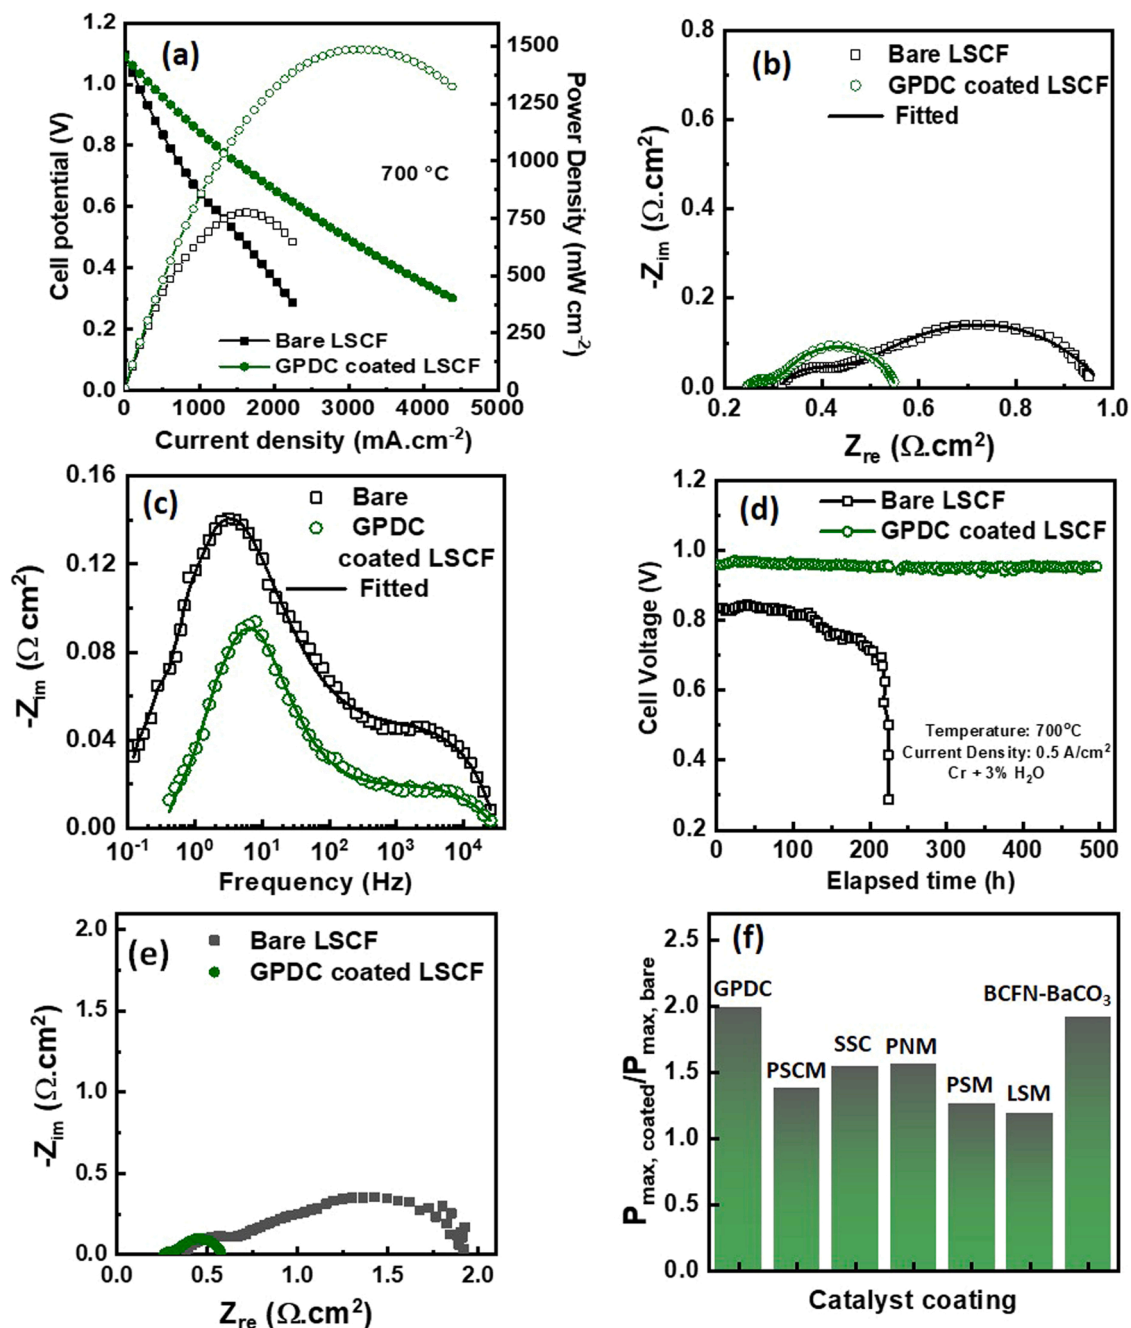 (a)
1.2
1.0
0.8
0.6
0.4
0.2
0.0
Cell potential (V)
1500
1250
1000
750
500
250
0
Power Density (mW cm⁻²)
700 °C
Bare LSCF
GPDC coated LSCF
0 1000 2000 3000 4000 5000
Current density (mA.cm⁻²)
(b)
0.8
0.6
0.4
0.2
0.0
-Z_im (Ω.cm²)
Bare LSCF
GPDC coated LSCF
Fitted
0.2 0.4 0.6 0.8 1.0
Z_re (Ω.cm²)
(c)
0.16
0.12
0.08
0.04
0.00
-Z_im (Ω cm²)
Bare
GPDC
coated LSCF
Fitted
10⁻¹ 10⁰ 10¹ 10² 10³ 10⁴
Frequency (Hz)
(d)
1.2
1.0
0.8
0.6
0.4
0.2
Cell Voltage (V)
Bare LSCF
GPDC coated LSCF
Temperature: 700°C
Current Density: 0.5 A/cm²
Cr + 3% H₂O
0 100 200 300 400 500
Elapsed time (h)
(e)
2.0
1.5
1.0
0.5
0.0
-Z_im (Ω.cm²)
Bare LSCF
GPDC coated LSCF
0.0 0.5 1.0 1.5 2.0
Z_re (Ω.cm²)
(f)
2.5
2.0
1.5
1.0
0.5
0.0
P_max, coated/P_max, bare
GPDC
PSCM
SSC
PNM
PSM
LSM
BCFN-BaCO₃
Catalyst coating